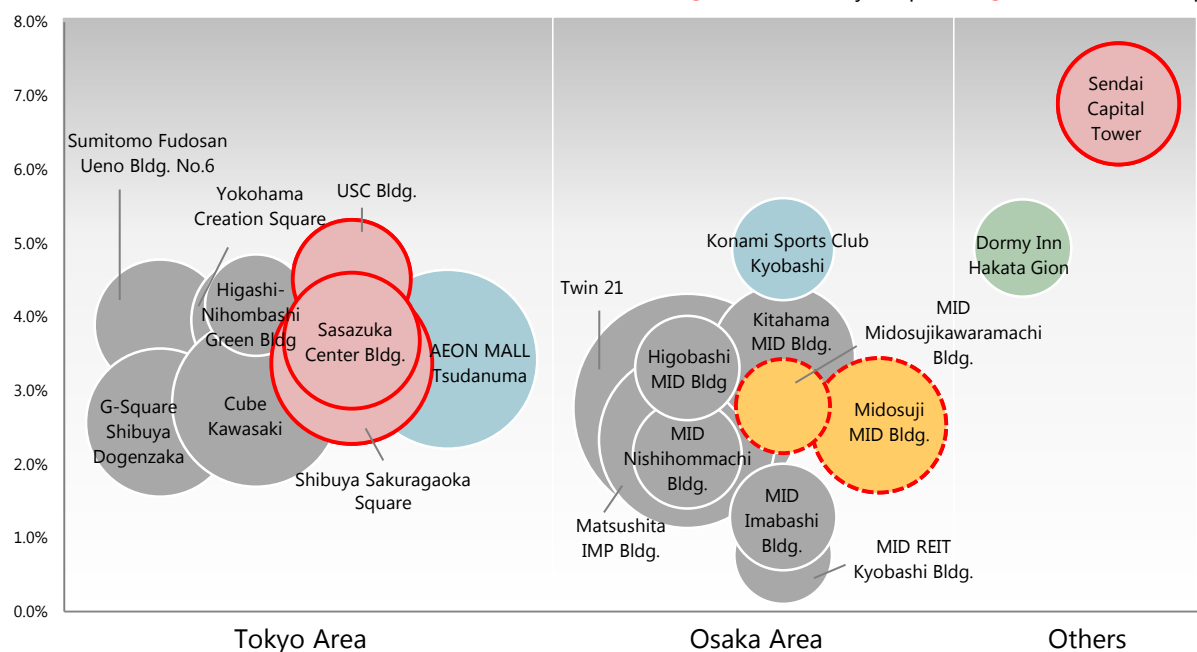 8.0%
7.0%
6.0%
5.0%
4.0%
3.0%
2.0%
1.0%
0.0%
Sumitomo Fudosan
Ueno Bldg. No.6
Yokohama
Creation Square
USC Bldg.
Higashi-
Nihombashi
Green Bldg
Sasazuka
Center Bldg.
AEON MALL
Tsudanuma
G-Square
Shibuya
Dogenzaka
Cube
Kawasaki
Shibuya Sakuragaoka
Square
Konami Sports Club
Kyobashi
Twin 21
Kitahama
MID Bldg.
MID
Midosujikawaramachi
Bldg.
Higobashi
MID Bldg
MID
Nishihommachi
Bldg.
Midosuji
MID Bldg.
Matsushita
IMP Bldg.
MID
Imabashi
Bldg.
MID REIT
Kyobashi Bldg.
Sendai
Capital
Tower
Dormy Inn
Hakata Gion
Tokyo Area
Osaka Area
Others